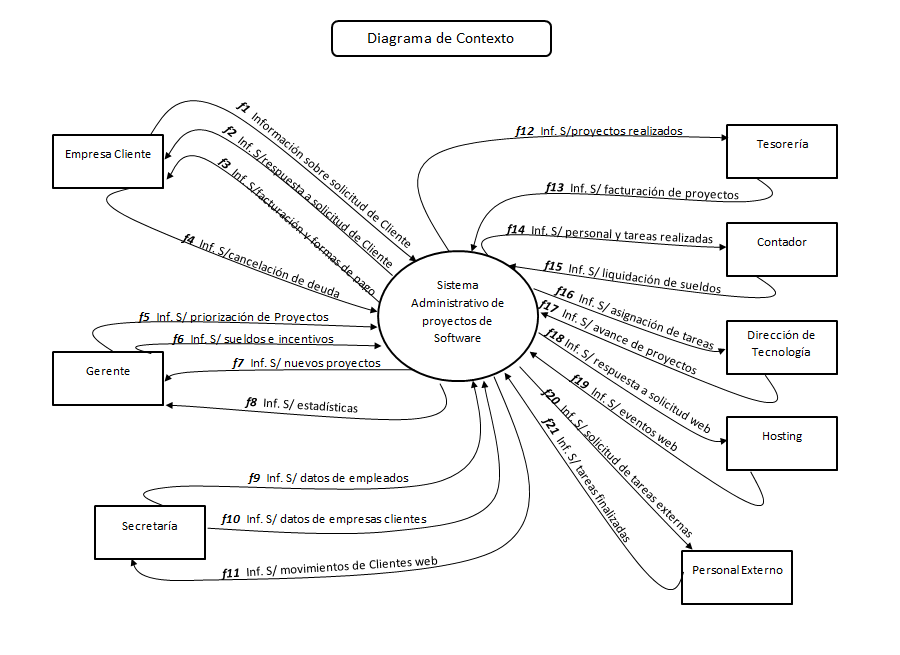 Diagrama de Contexto
Empresa Cliente
f1 Información sobre solicitud de Cliente
f2 Inf. S/respuesta a solicitud de Cliente
f3 Inf. S/facturación y formas de pago
f4 Inf. S/cancelación de deuda
f5 Inf. S/ priorización de Proyectos
f6 Inf. S/ sueldos e incentivos
Gerente
f7 Inf. S/ nuevos proyectos
f8 Inf. S/ estadísticas
f9 Inf. S/ datos de empleados
Secretaría
f10 Inf. S/ datos de empresas clientes
f11 Inf. S/ movimientos de Clientes web
Sistema
Administrativo de
proyectos de
Software
f12 Inf. S/proyectos realizados
Tesorería
f13 Inf. S/ facturación de proyectos
f14 Inf. S/ personal y tareas realizadas
Contador
f15 Inf. S/ liquidación de sueldos
f16 Inf. S/ asignación de tareas
f17 Inf. S/ avance de proyectos
Dirección de
Tecnología
f18 Inf. S/ respuesta a solicitud web
f19 Inf. S/ eventos web
Hosting
f20 Inf. S/ solicitud de tareas externas
f21 Inf. S/ tareas finalizadas
Personal Externo